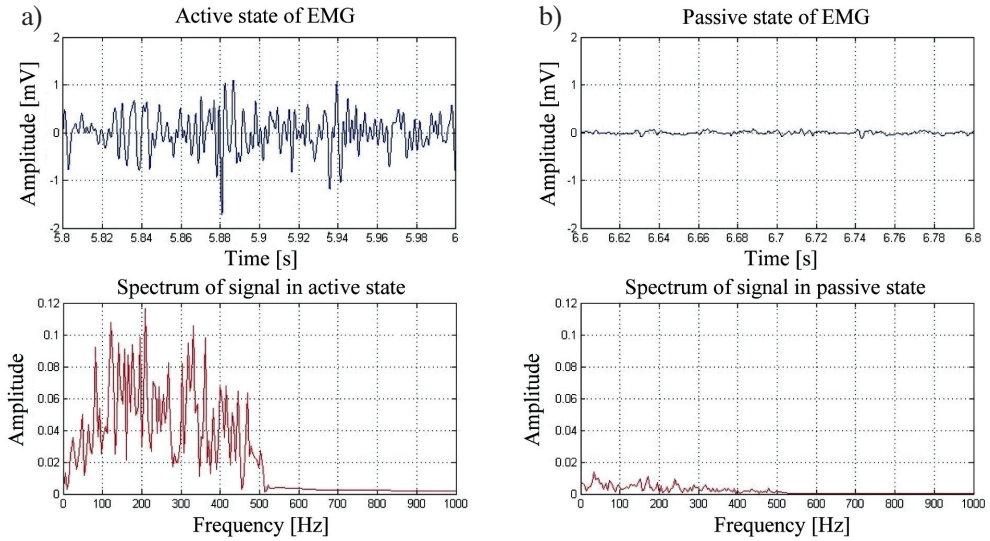 a)
Active state of EMG
Amplitude [mV]
2
1
0
-1
-2
5.8 5.82 5.84 5.86 5.88 5.9 5.92 5.94 5.96 5.98 6
Time [s]
Spectrum of signal in active state
Amplitude
0.12
0.1
0.08
0.06
0.04
0.02
0
0 100 200 300 400 500 600 700 800 900 1000
Frequency [Hz]
b)
Passive state of EMG
Amplitude [mV]
2
1
0
-1
-2
6.6 6.62 6.64 6.66 6.68 6.7 6.72 6.74 6.76 6.78 6.8
Time [s]
Spectrum of signal in passive state
Amplitude
0.12
0.1
0.08
0.06
0.04
0.02
0
0 100 200 300 400 500 600 700 800 900 1000
Frequency [Hz]